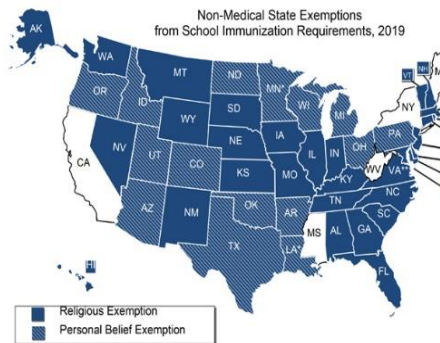 Non-Medical State Exemptions
from School Immunization Requirements, 2019
AK
WA
MT
ND
MN*
VT
NH
OR
ID
SD
WI
MI
NY
WY
IA
NE
PA
NV
UT
CO
IL
IN
OH
CA
KS
MO
KY
WV
VA**
TN
NC
AZ
NM
OK
AR
SC
MS
AL
GA
TX
LA*
FL
HI
Religious Exemption
Personal Belief Exemption